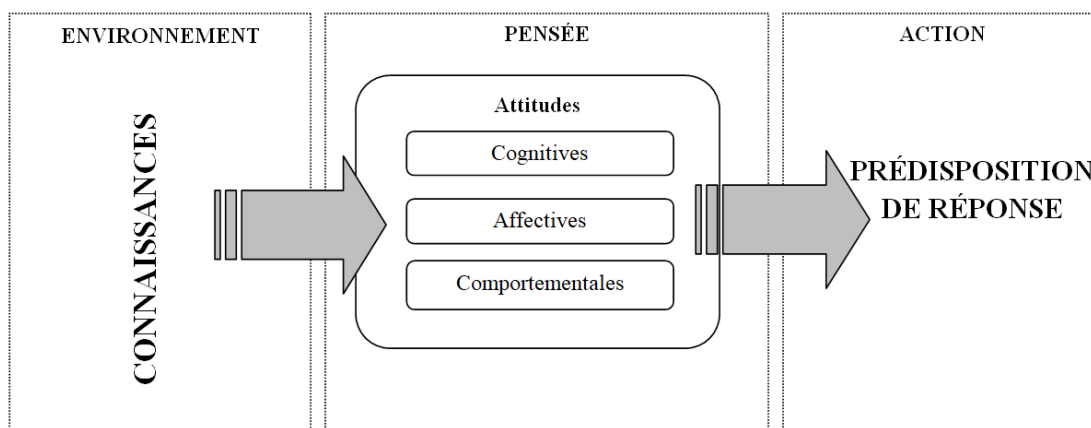 ENVIRONNEMENT
CONNAISSANCES
PENSÉE
Attitudes
Cognitives
Affectives
Comportementales
ACTION
PRÉDISPOSITION
DE RÉPONSE